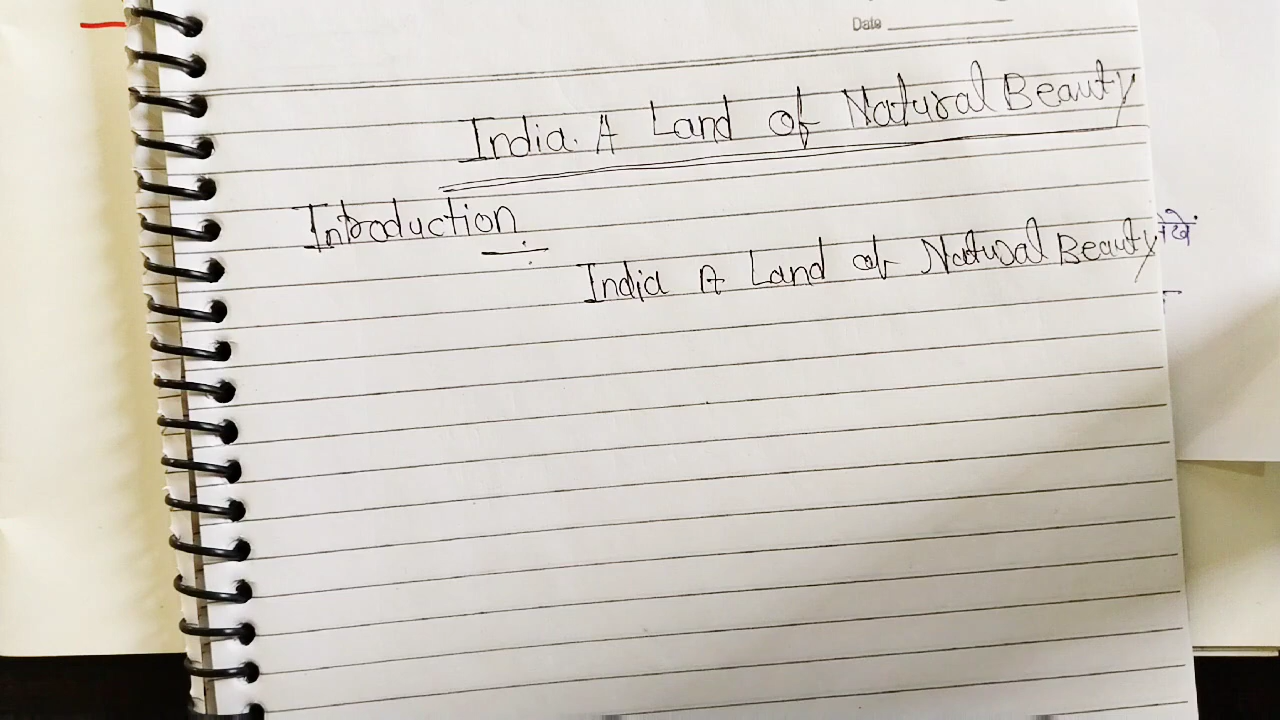 Date
India. A Land of Natural Beauty
Introduction
India A Land of Natural Beauty